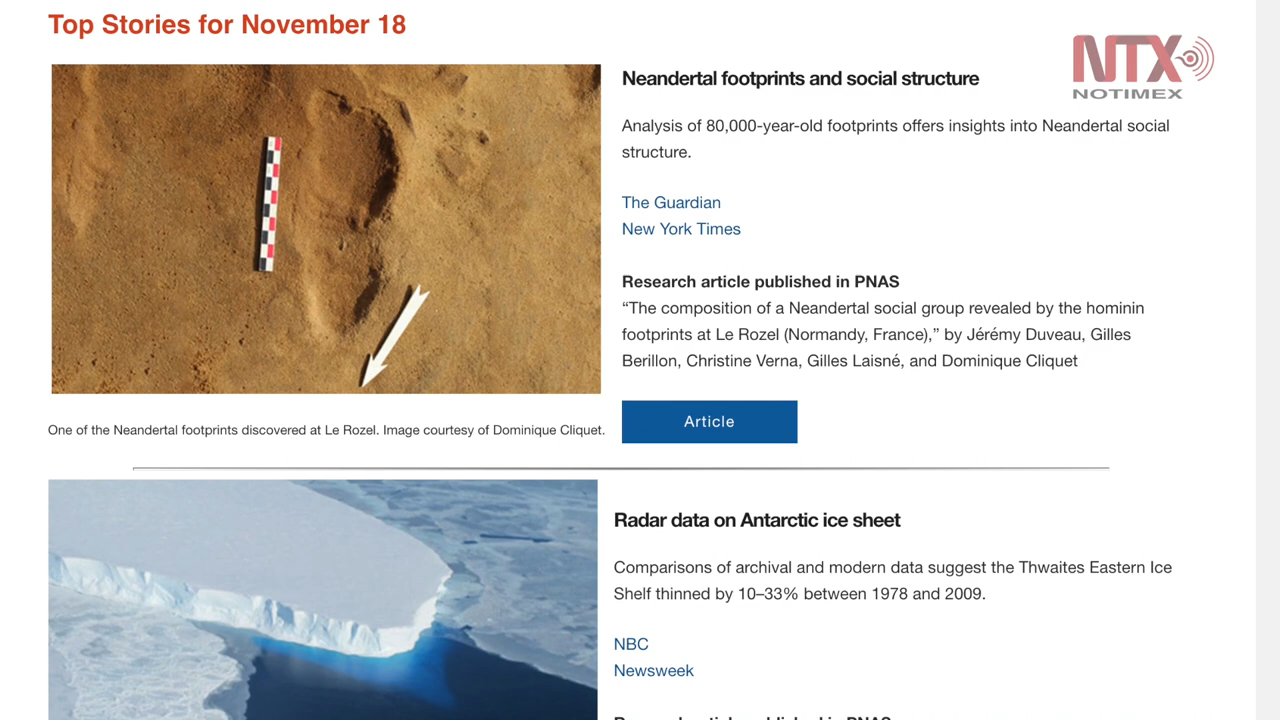 Top Stories for November 18
NTX
NOTIMEX
Neandertal footprints and social structure
Analysis of 80,000-year-old footprints offers insights into Neandertal social
structure.
The Guardian
New York Times
Research article published in PNAS
“The composition of a Neandertal social group revealed by the hominin
footprints at Le Rozel (Normandy, France),” by Jérémy Duveau, Gilles
Berillon, Christine Verna, Gilles Laisné, and Dominique Cliquet
Article
One of the Neandertal footprints discovered at Le Rozel. Image courtesy of Dominique Cliquet.
Radar data on Antarctic ice sheet
Comparisons of archival and modern data suggest the Thwaites Eastern Ice
Shelf thinned by 10–33% between 1978 and 2009.
NBC
Newsweek